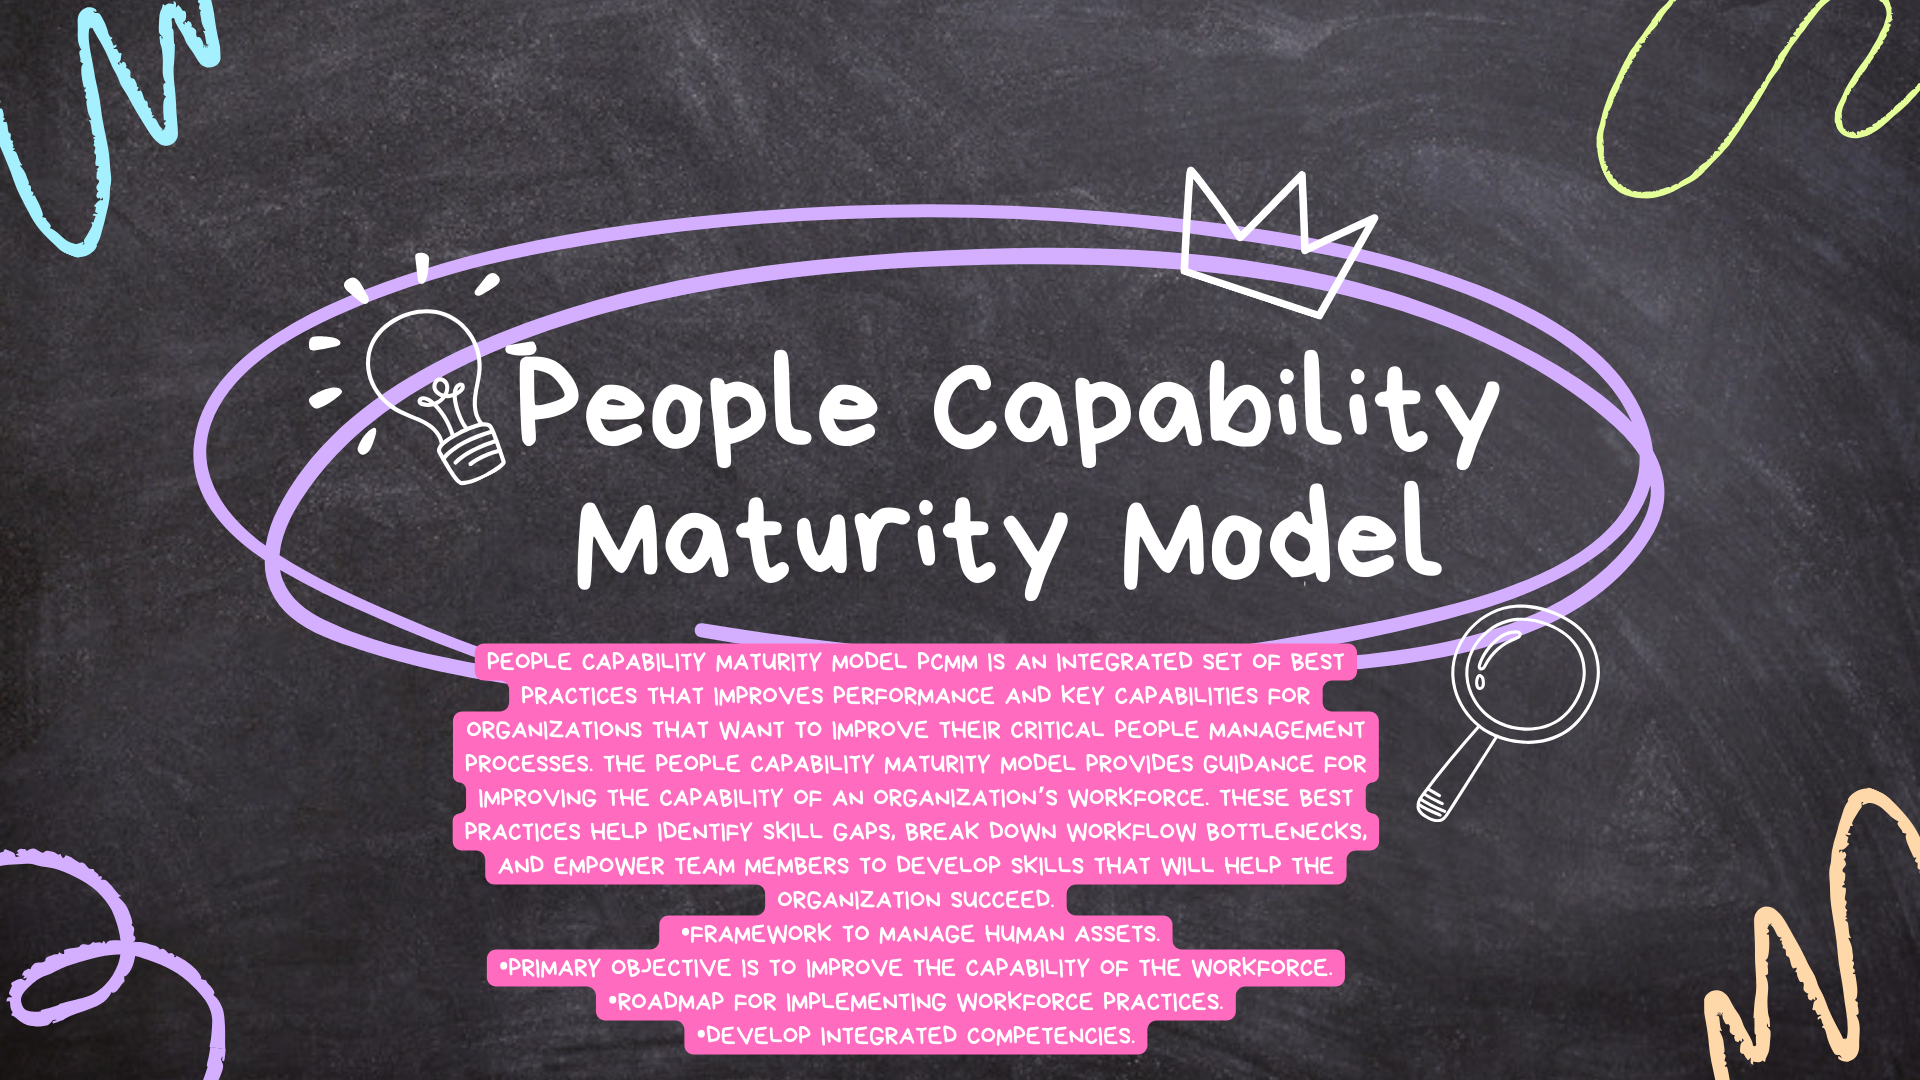 People Capability
Maturity Model
PEOPLE CAPABILITY MATURITY MODEL PCMM IS AN INTEGRATED SET OF BEST
PRACTICES THAT IMPROVES PERFORMANCE AND KEY CAPABILITIES FOR
ORGANIZATIONS THAT WANT TO IMPROVE THEIR CRITICAL PEOPLE MANAGEMENT
PROCESSES. THE PEOPLE CAPABILITY MATURITY MODEL PROVIDES GUIDANCE FOR
IMPROVING THE CAPABILITY OF AN ORGANIZATION'S WORKFORCE. THESE BEST
PRACTICES HELP IDENTIFY SKILL GAPS, BREAK DOWN WORKFLOW BOTTLENECKS,
AND EMPOWER TEAM MEMBERS TO DEVELOP SKILLS THAT WILL HELP THE
ORGANIZATION SUCCEED.
•FRAMEWORK TO MANAGE HUMAN ASSETS.
•PRIMARY OBJECTIVE IS TO IMPROVE THE CAPABILITY OF THE WORKFORCE.
•ROADMAP FOR IMPLEMENTING WORKFORCE PRACTICES.
•DEVELOP INTEGRATED COMPETENCIES.